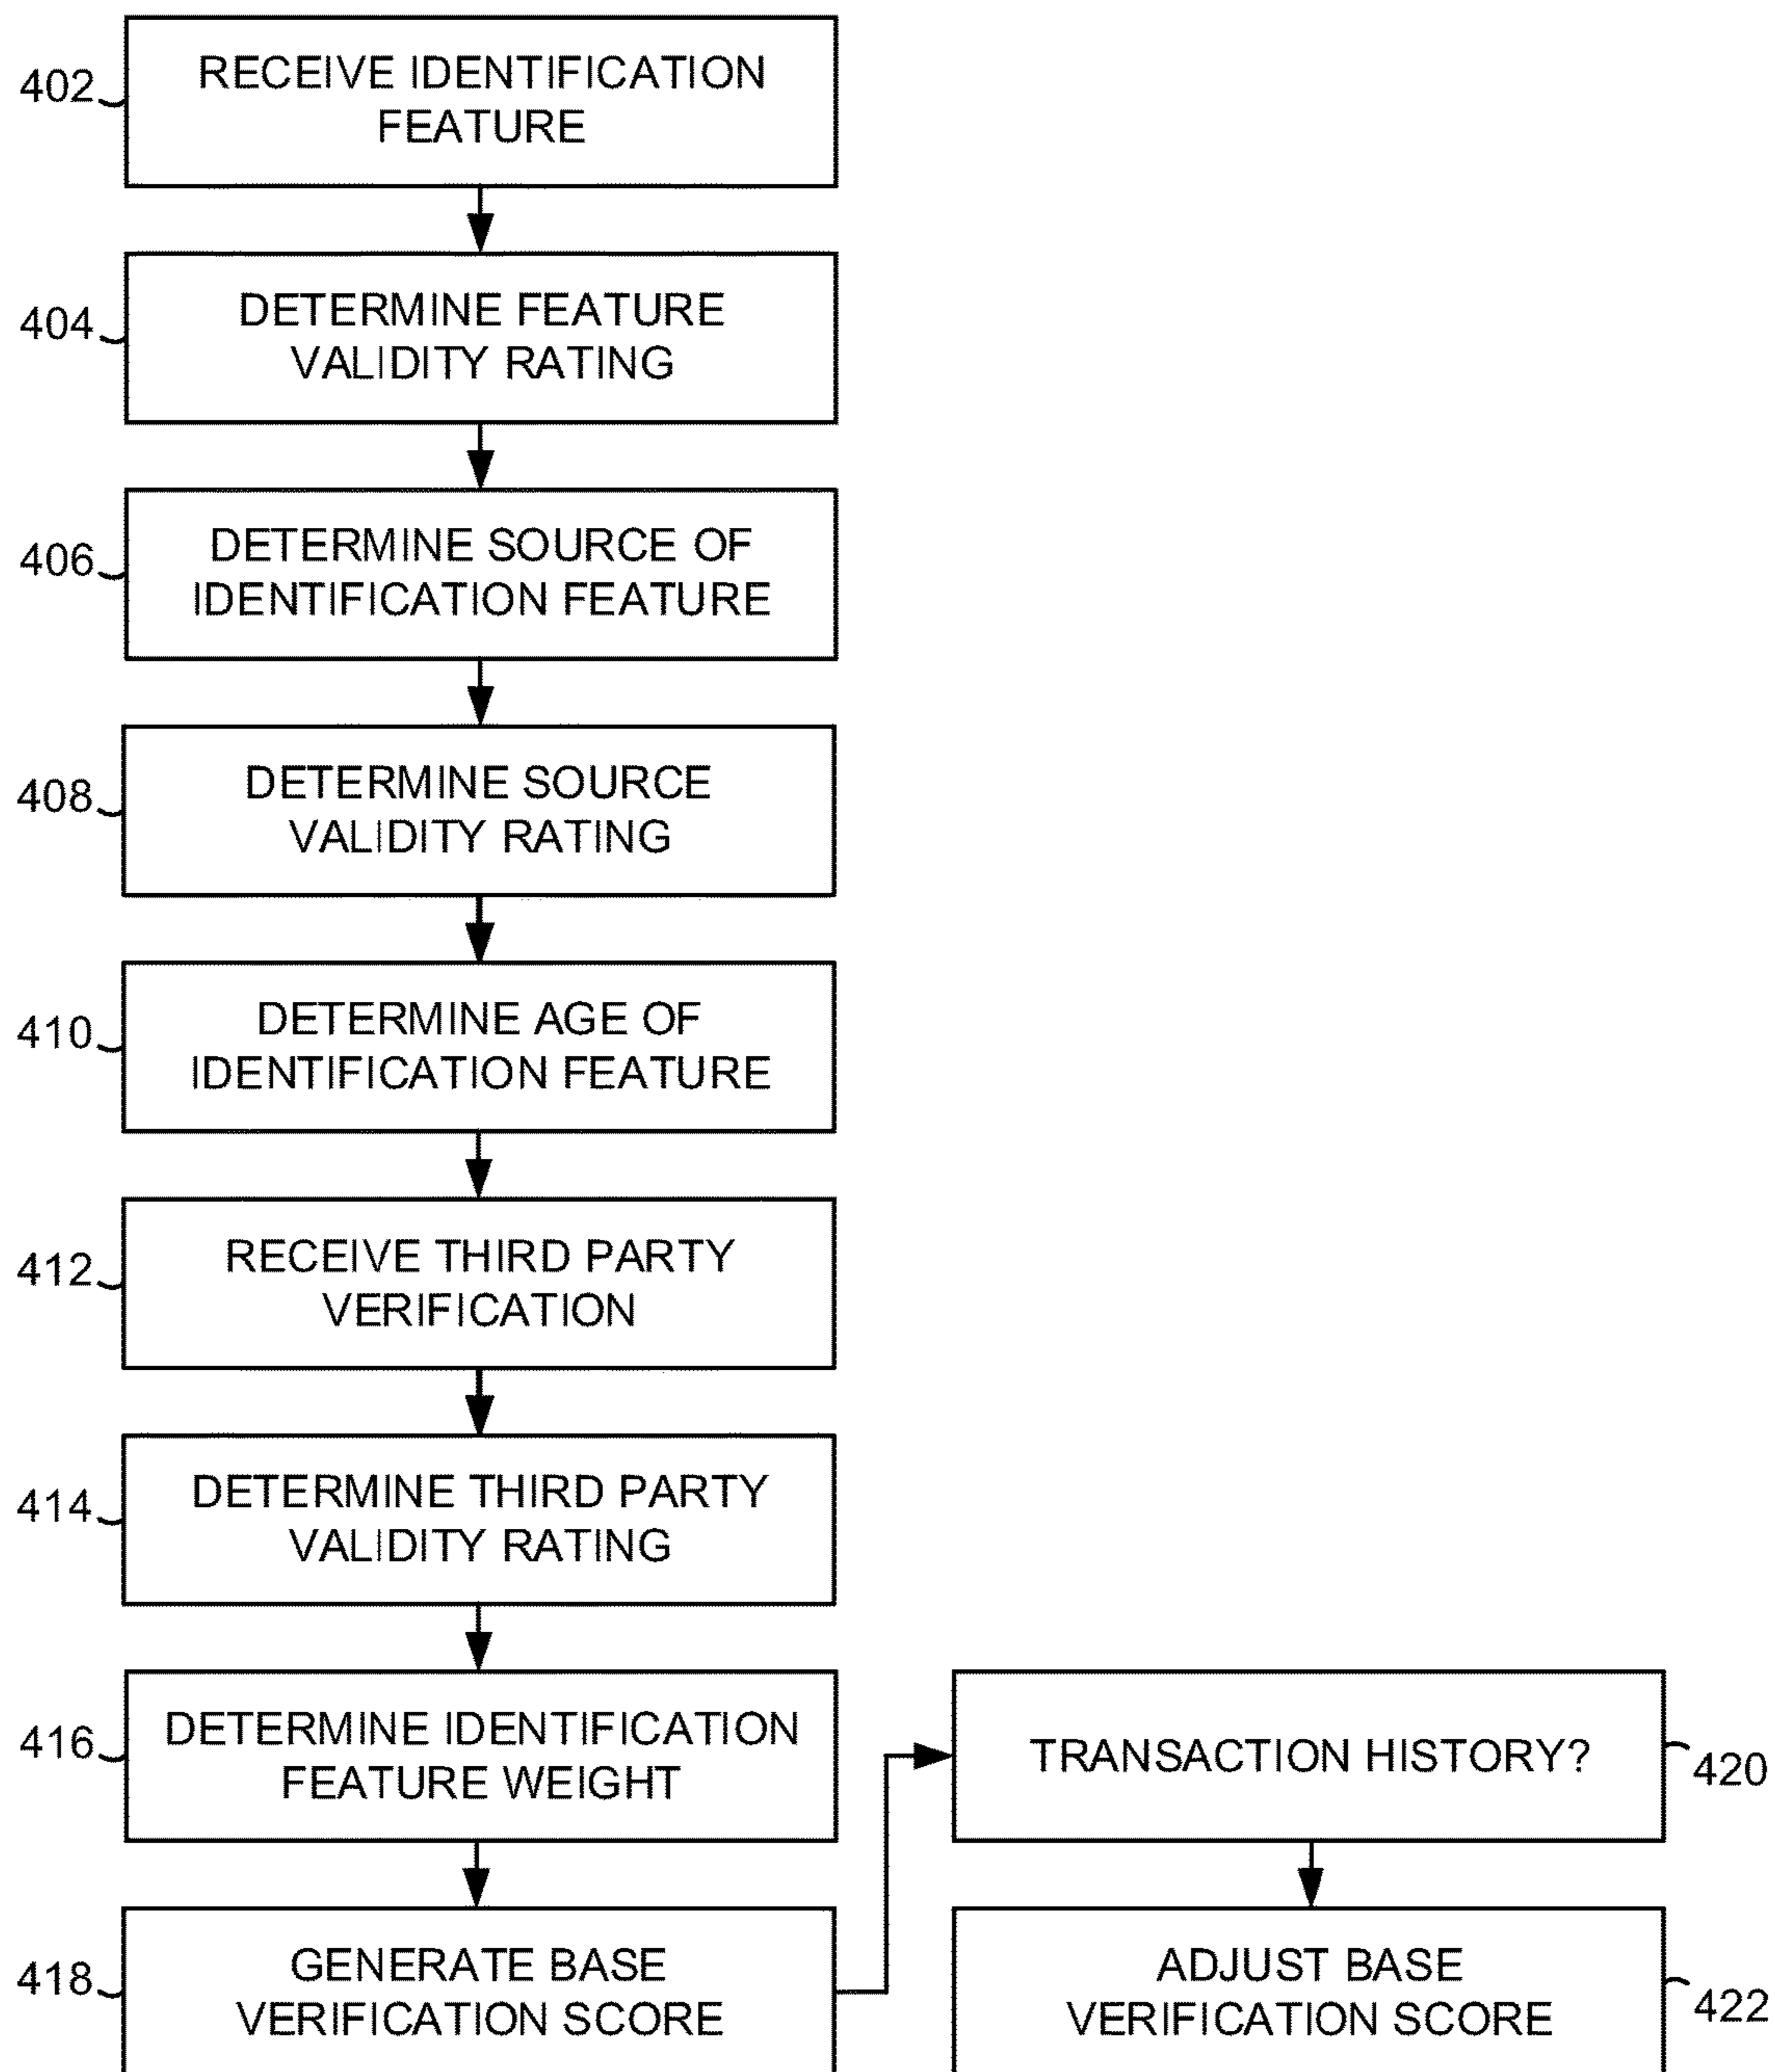 402
RECEIVE IDENTIFICATION
FEATURE
404
DETERMINE FEATURE
VALIDITY RATING
406
DETERMINE SOURCE OF
IDENTIFICATION FEATURE
408
DETERMINE SOURCE
VALIDITY RATING
410
DETERMINE AGE OF
IDENTIFICATION FEATURE
412
RECEIVE THIRD PARTY
VERIFICATION
414
DETERMINE THIRD PARTY
VALIDITY RATING
416
DETERMINE IDENTIFICATION
FEATURE WEIGHT
418
GENERATE BASE
VERIFICATION SCORE
TRANSACTION HISTORY?
420
ADJUST BASE
VERIFICATION SCORE
422